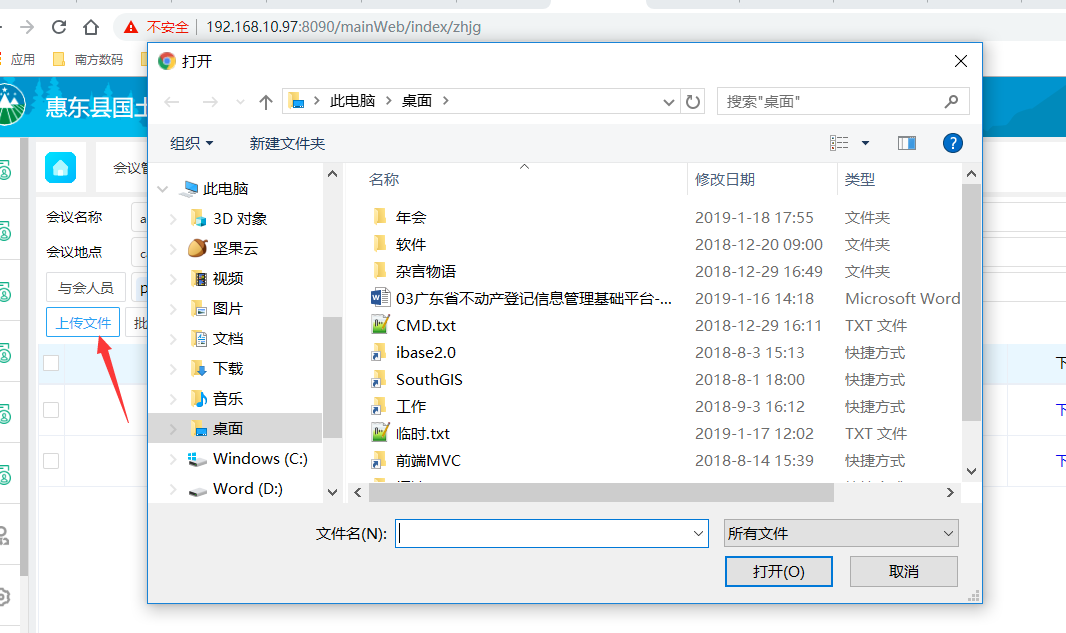 不安全 192.168.10.97:8090/mainWeb/index/zhjg
应用 南方数码
惠东县国土
会议管
会议名称
会议地点
与会人员
上传文件 批
打开
此电脑 桌面
搜索"桌面"
组织 新建文件夹
此电脑
3D 对象
坚果云
视频
图片
文档
下载
音乐
桌面
Windows (C:)
Word (D:)
名称 修改日期 类型
年会 2019-1-18 17:55 文件夹
软件 2018-12-20 09:00 文件夹
杂言物语 2018-12-29 16:49 文件夹
03广东省不动产登记信息管理基础平台-... 2019-1-16 14:18 Microsoft Word
CMD.txt 2018-12-29 16:11 TXT 文件
ibase2.0 2018-8-3 15:13 快捷方式
SouthGIS 2018-8-1 18:00 快捷方式
工作 2018-9-3 16:12 快捷方式
临时.txt 2019-1-17 12:02 TXT 文件
前端MVC 2018-8-14 15:39 快捷方式
文件名(N): 所有文件
打开(O) 取消
下
下
下